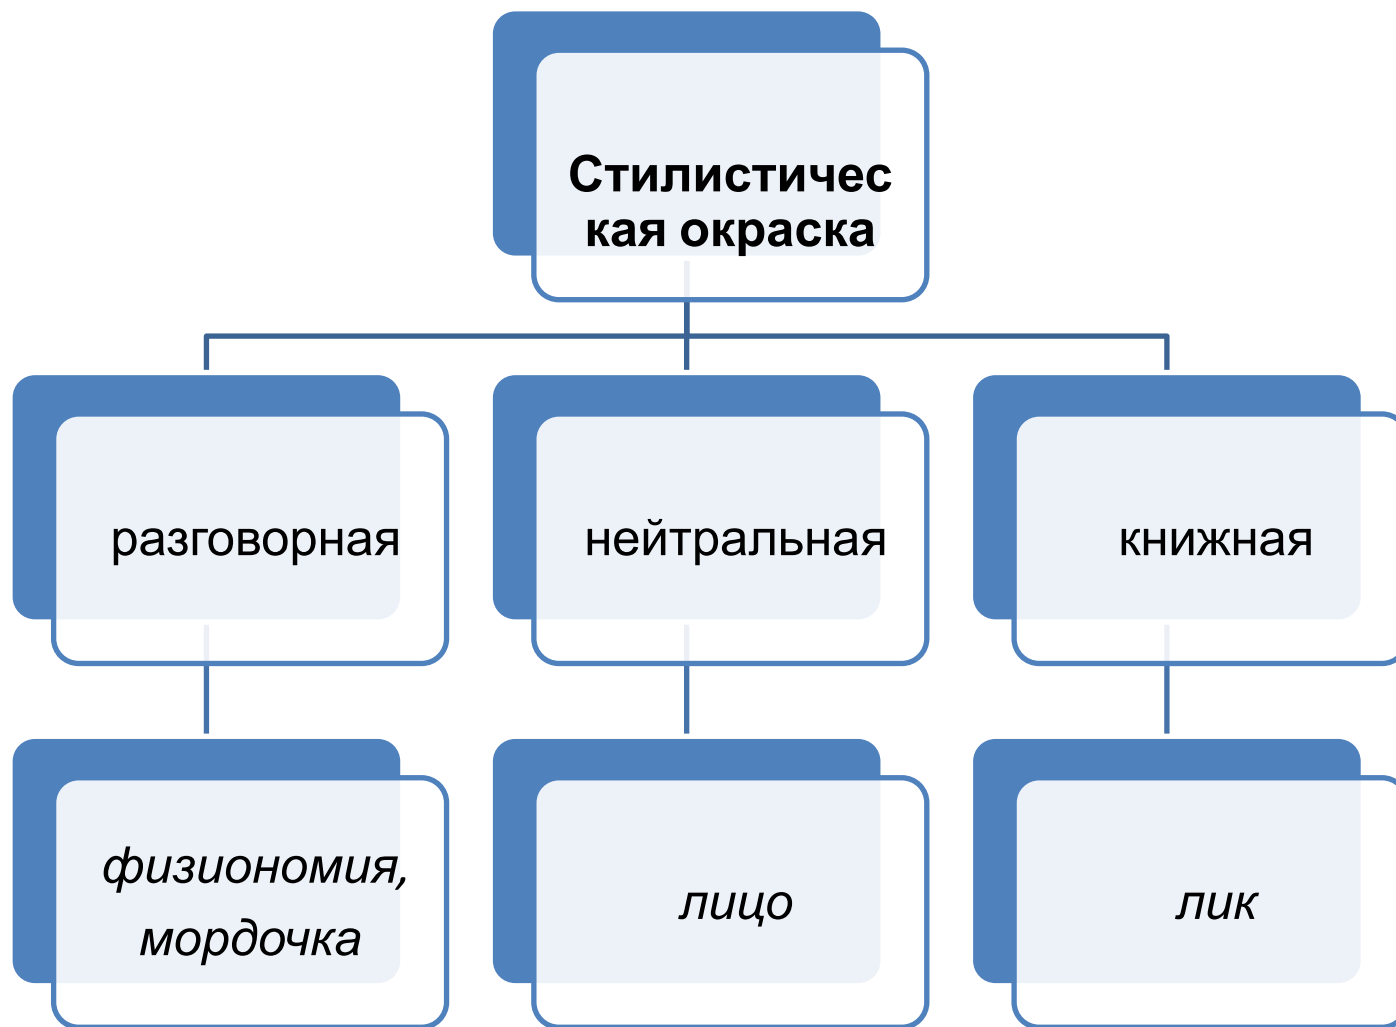 Стилистичес
кая окраска
разговорная
нейтральная
книжная
физиономия,
мордочка
лицо
лик